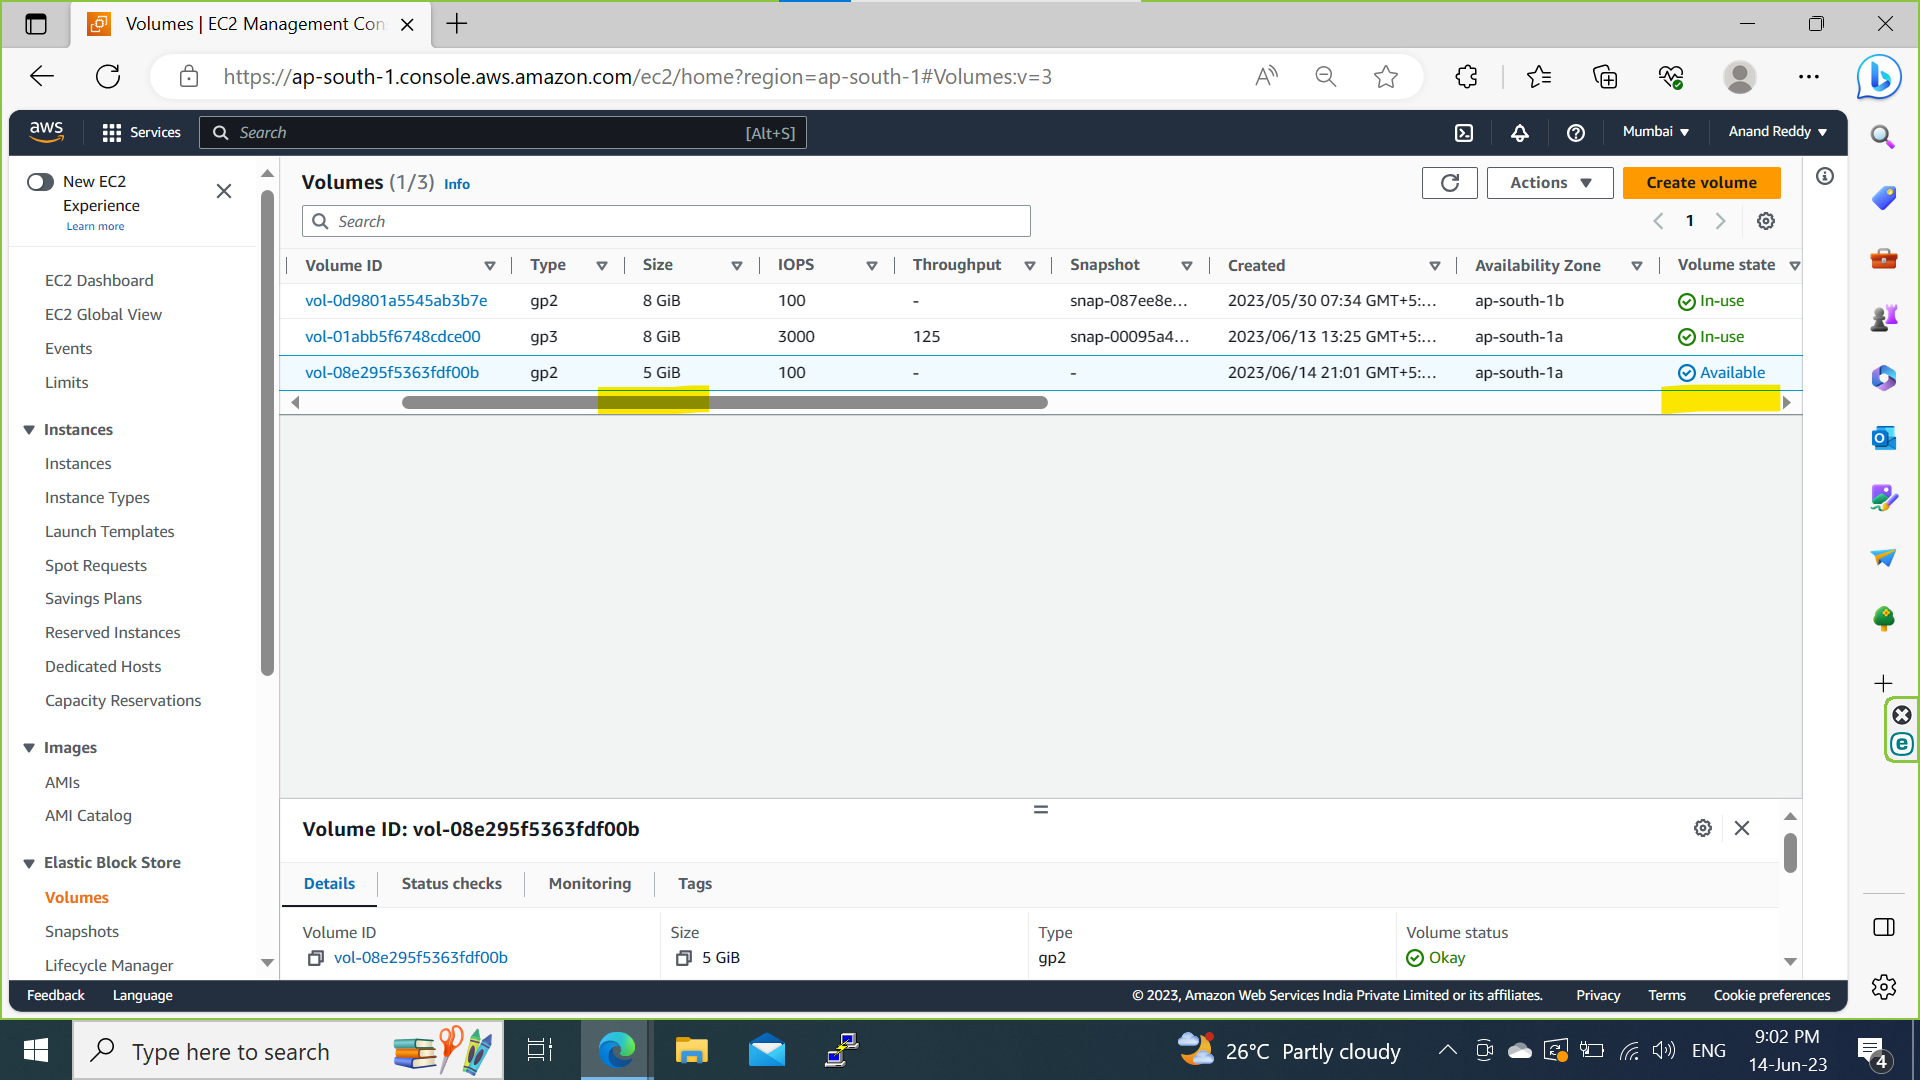 Volumes | EC2 Management Con
https://ap-south-1.console.aws.amazon.com/ec2/home?region=ap-south-1#Volumes:v=3
aws
Services
Search
[Alt+S]
Mumbai
Anand Reddy
New EC2
Experience
Learn more
EC2 Dashboard
EC2 Global View
Events
Limits
Instances
Instances
Instance Types
Launch Templates
Spot Requests
Savings Plans
Reserved Instances
Dedicated Hosts
Capacity Reservations
Images
AMIs
AMI Catalog
Elastic Block Store
Volumes
Snapshots
Lifecycle Manager
Volumes (1/3) Info
Actions
Create volume
Search
1
Volume ID Type Size IOPS Throughput Snapshot Created Availability Zone Volume state
vol-0d9801a5545ab3b7e gp2 8 GiB 100 - snap-087ee8e... 2023/05/30 07:34 GMT+5:... ap-south-1b In-use
vol-01abb5f6748cdce00 gp3 8 GiB 3000 125 snap-00095a4... 2023/06/13 13:25 GMT+5:... ap-south-1a In-use
vol-08e295f5363fdf00b gp2 5 GiB 100 - - 2023/06/14 21:01 GMT+5:... ap-south-1a Available
Volume ID: vol-08e295f5363fdf00b
Details Status checks Monitoring Tags
Volume ID Size Type Volume status
vol-08e295f5363fdf00b 5 GiB gp2 Okay
Feedback Language © 2023, Amazon Web Services India Private Limited or its affiliates. Privacy Terms Cookie preferences
Type here to search
26°C Partly cloudy
ENG
9:02 PM
14-Jun-23
4